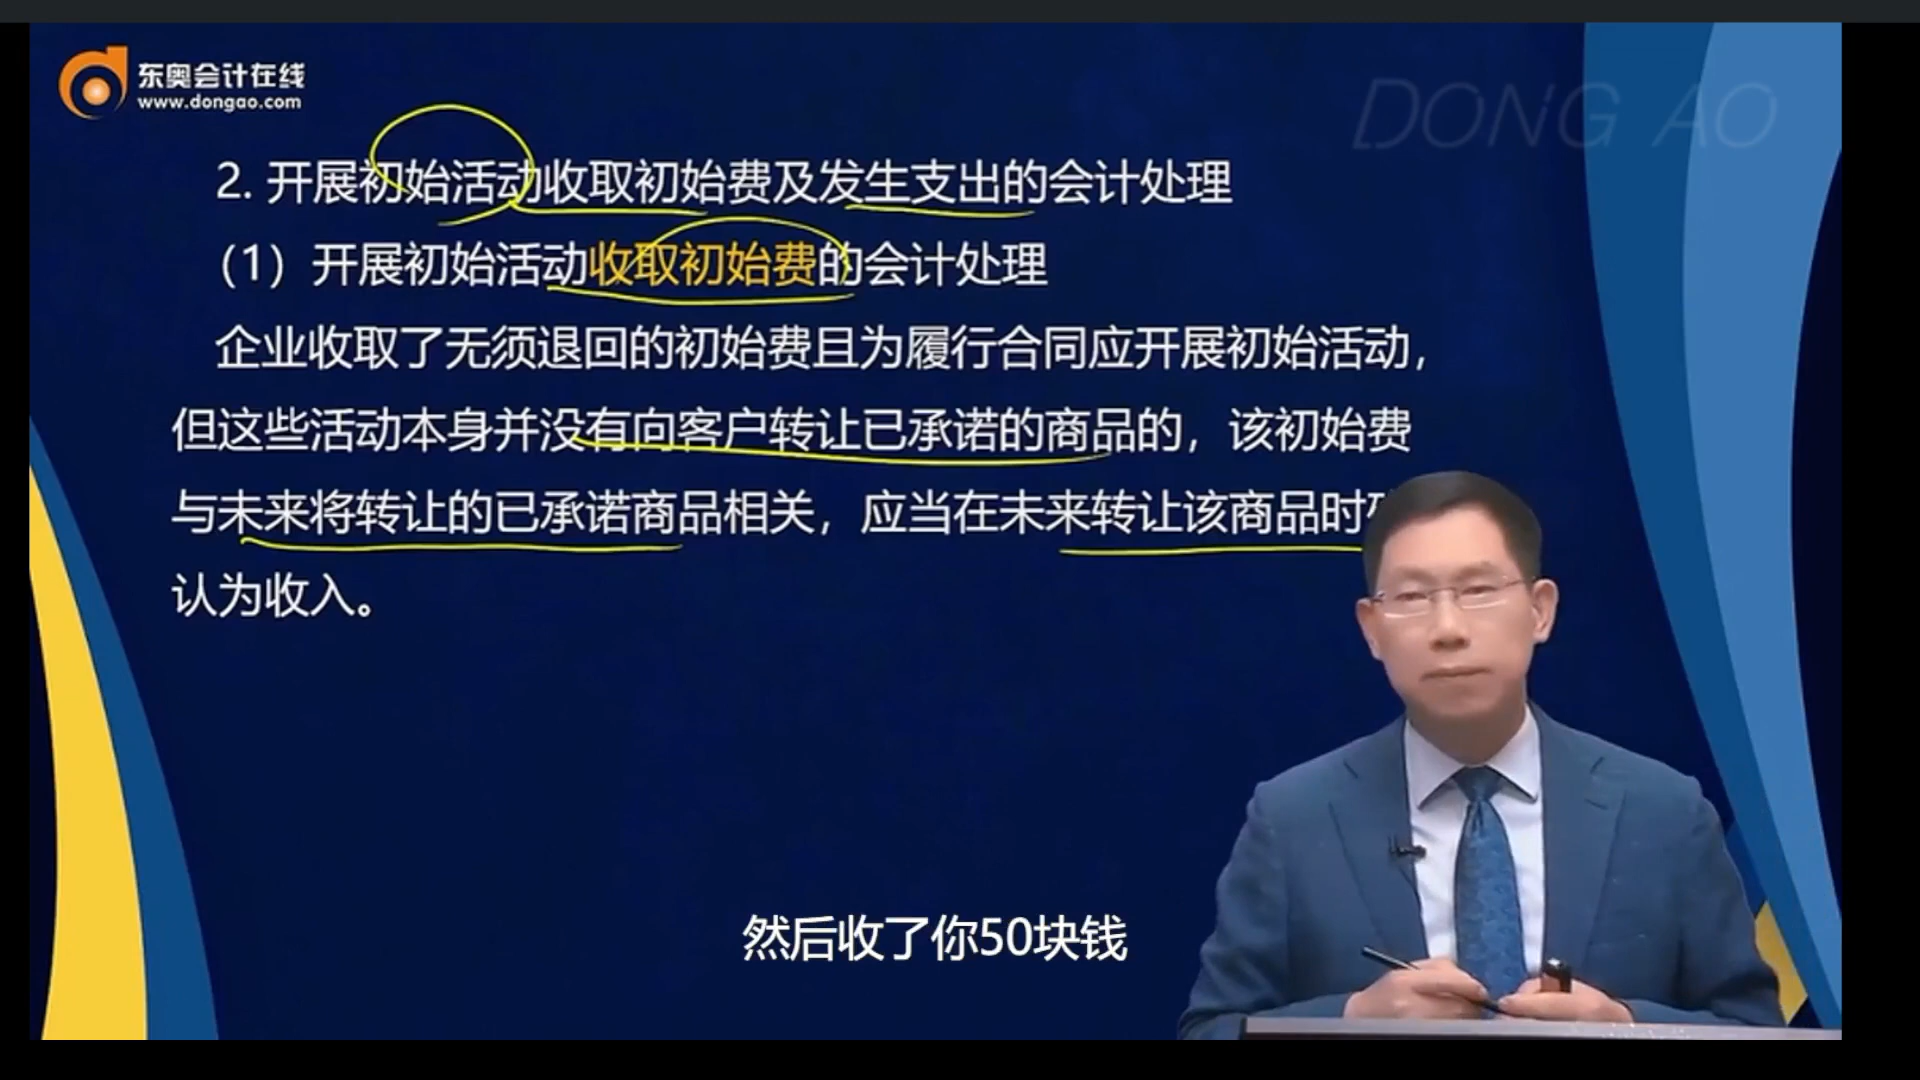 东奥会计在线
www.dongao.com
DONG AO
2. 开展初始活动收取初始费及发生支出的会计处理
（1）开展初始活动收取初始费的会计处理
企业收取了无须退回的初始费且为履行合同应开展初始活动，
但这些活动本身并没有向客户转让已承诺的商品的，该初始费
与未来将转让的已承诺商品相关，应当在未来转让该商品时
认为收入。
然后收了你50块钱